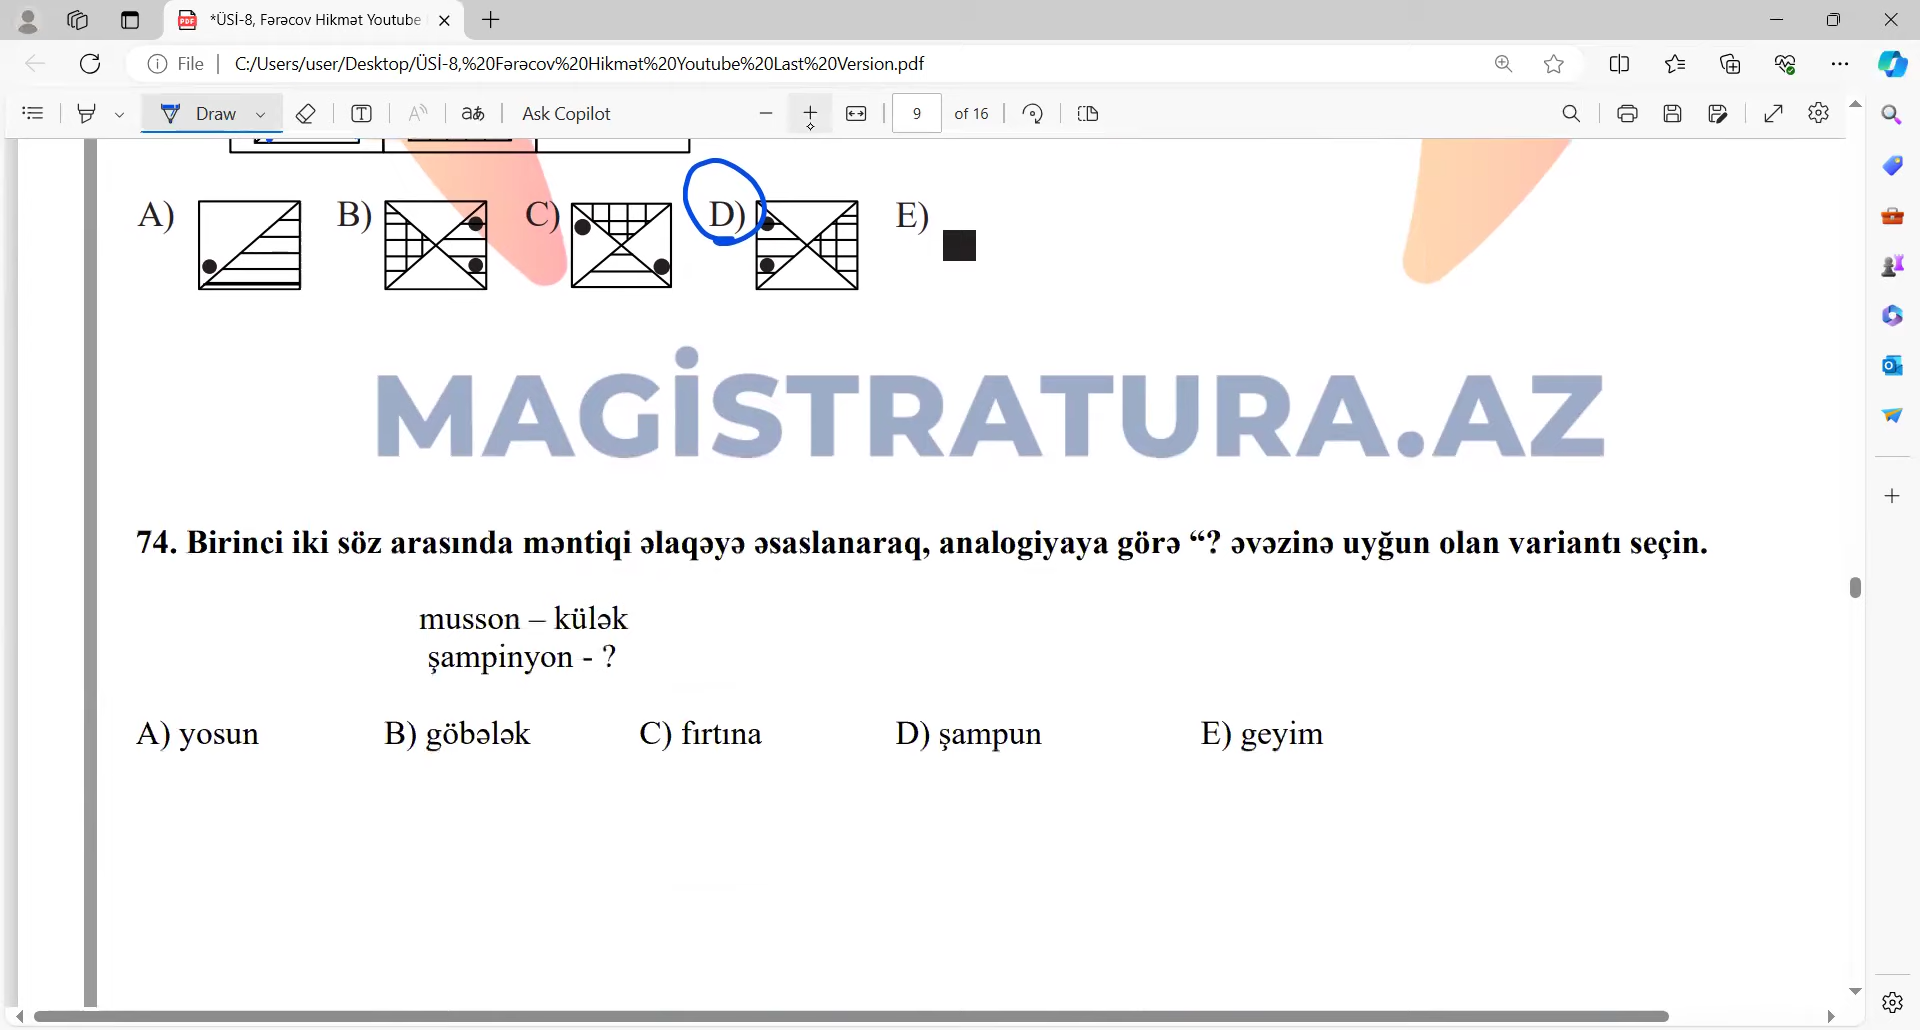 *ÜSİ-8, Fərəcov Hikmət Youtube
File
C:/Users/user/Desktop/ÜSİ-8,%20Fərəcov%20Hikmət%20Youtube%20Last%20Version.pdf
Draw
Ask Copilot
9 of 16
A) B) C) D) E)
MAGİSTRATURA.AZ
74. Birinci iki söz arasında məntiqi əlaqəyə əsaslanaraq, analogiyaya görə “? əvəzinə uyğun olan variantı seçin.
musson – külək
şampinyon - ?
A) yosun B) göbələk C) fırtına D) şampun E) geyim